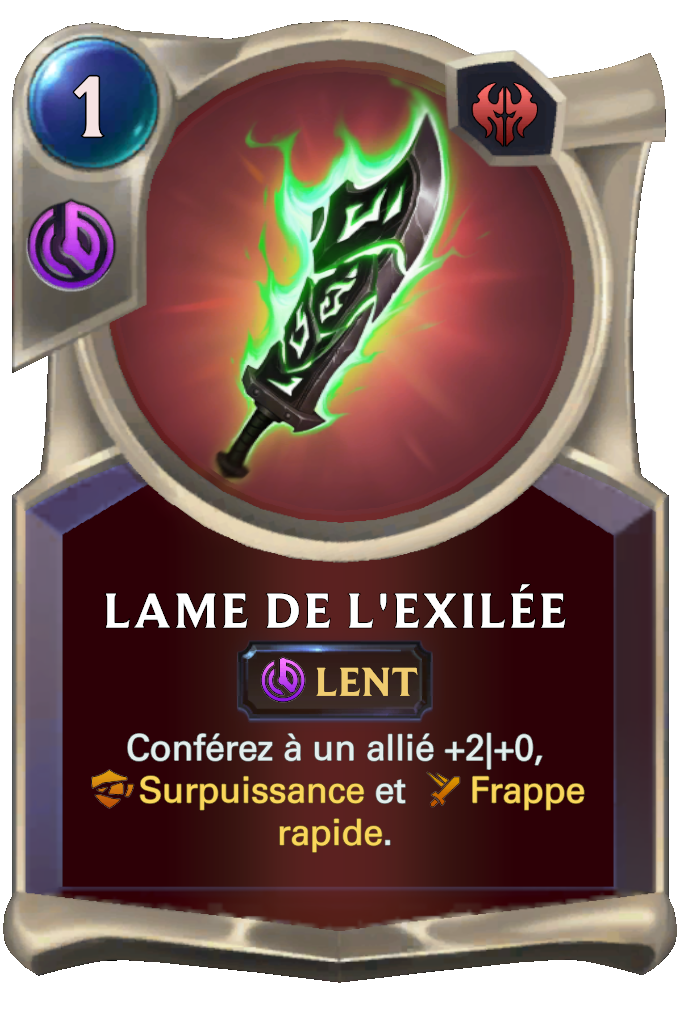 1
LAME DE L'EXILÉE
LENT
Conférez à un allié +2|+0,
Surpuissance et Frappe
rapide.